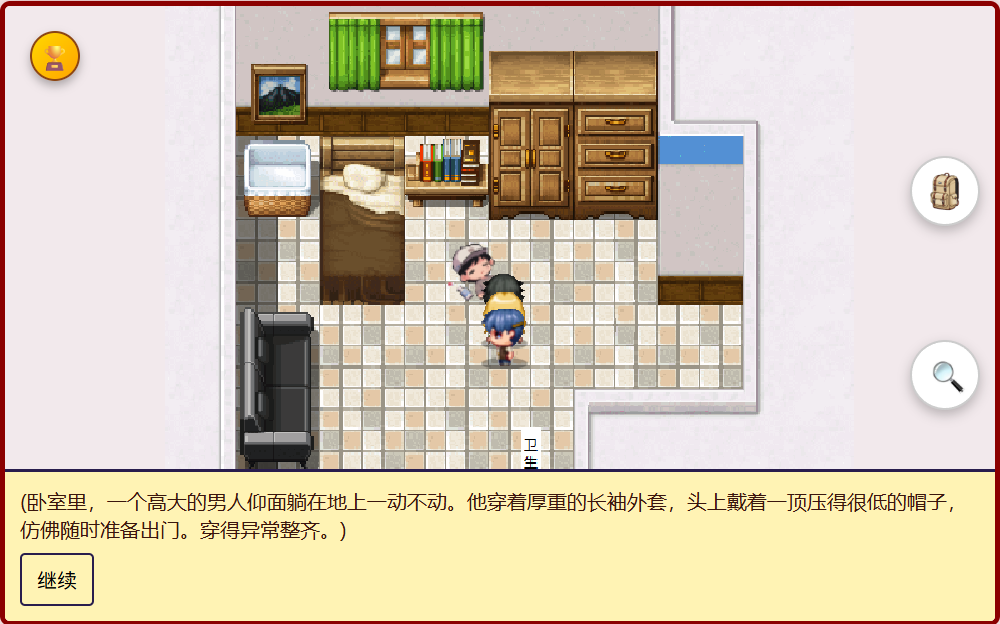 卫
生
(卧室里，一个高大的男人仰面躺在地上一动不动。他穿着厚重的长袖外套，头上戴着一顶压得很低的帽子，
仿佛随时准备出门。穿得异常整齐。)
继续